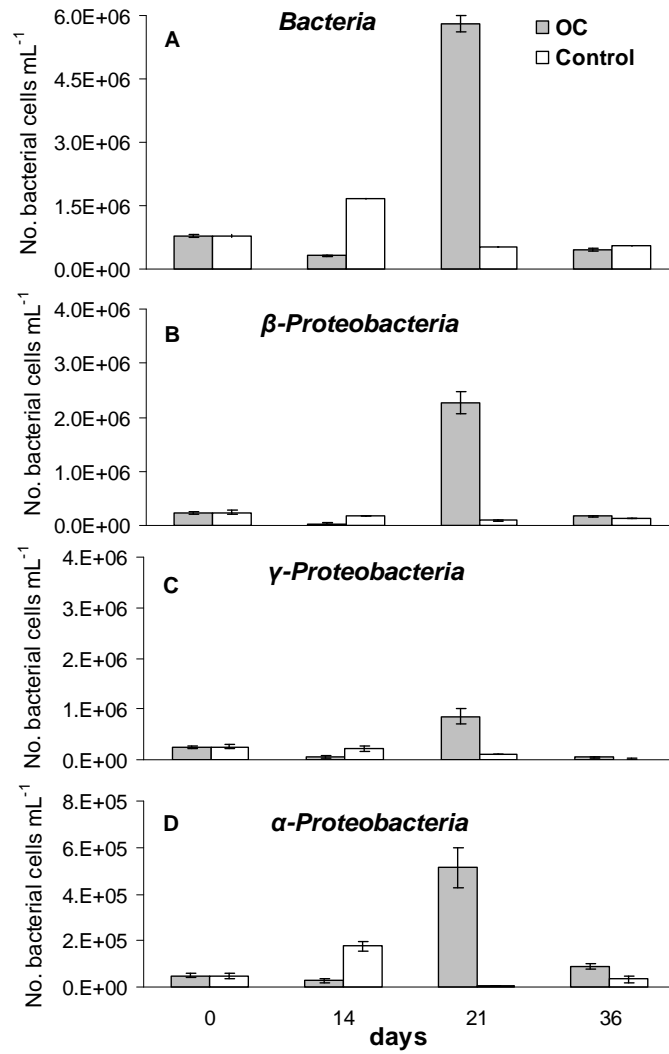 Bacteria
A
OC
Control
No. bacterial cells mL-1
6.0E+06
4.5E+06
3.0E+06
1.5E+06
0.0E+00
β-Proteobacteria
B
No. bacterial cells mL-1
4.0E+06
3.0E+06
2.0E+06
1.0E+06
0.0E+00
γ-Proteobacteria
C
No. bacterial cells mL-1
4.E+06
3.E+06
2.E+06
1.E+06
0.E+00
α-Proteobacteria
D
No. bacterial cells mL-1
8.E+05
6.E+05
4.E+05
2.E+05
0.E+00
0 14 21 36
days